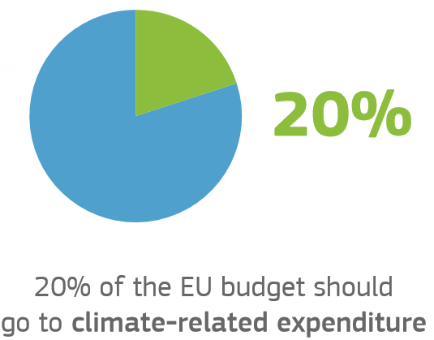 20%
20% of the EU budget should
go to climate-related expenditure